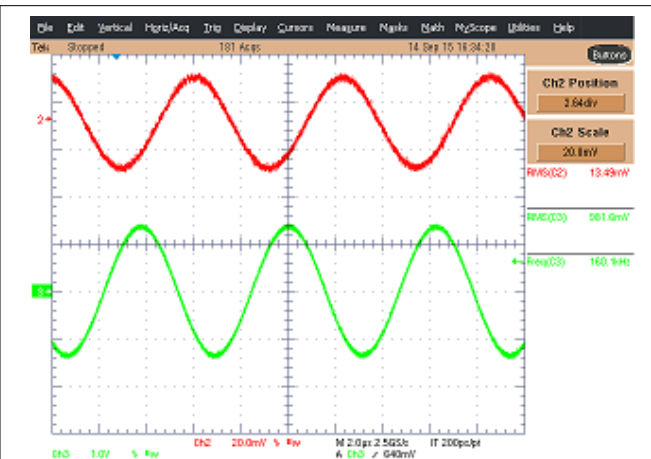 File Edit Vertical Horiz/Acq Trig Display Cursors Measure Masks Math MyScope Utilities Help
Tek Stopped 181 Acqs 14 Sep 15 16:34:28
Buttons
Ch2 Position
2.64div
Ch2 Scale
20.0mV
2
RMS(C2) 13.49mV
RMS(C3) 981.6mV
Freq(C3) 160.1kHz
3
Ch2 20.0mV
M 2.0µs 2.5GS/s IT 200ps/pt
Ch3 1.0V
A Ch3 640mV